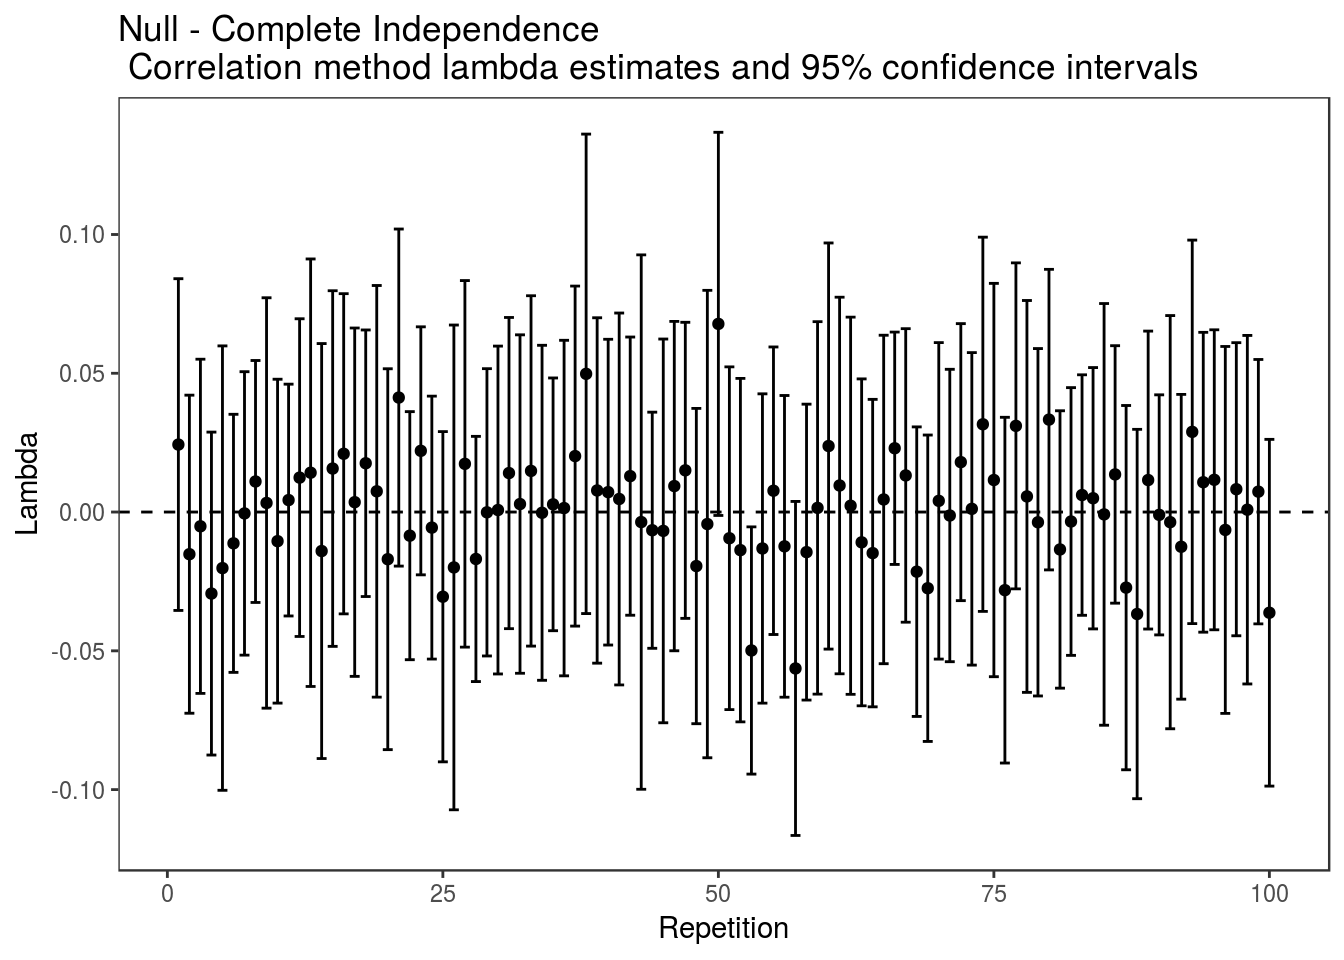 Null - Complete Independence
Correlation method lambda estimates and 95% confidence intervals
Lambda
0.10
0.05
0.00
-0.05
-0.10
0
25
50
75
100
Repetition